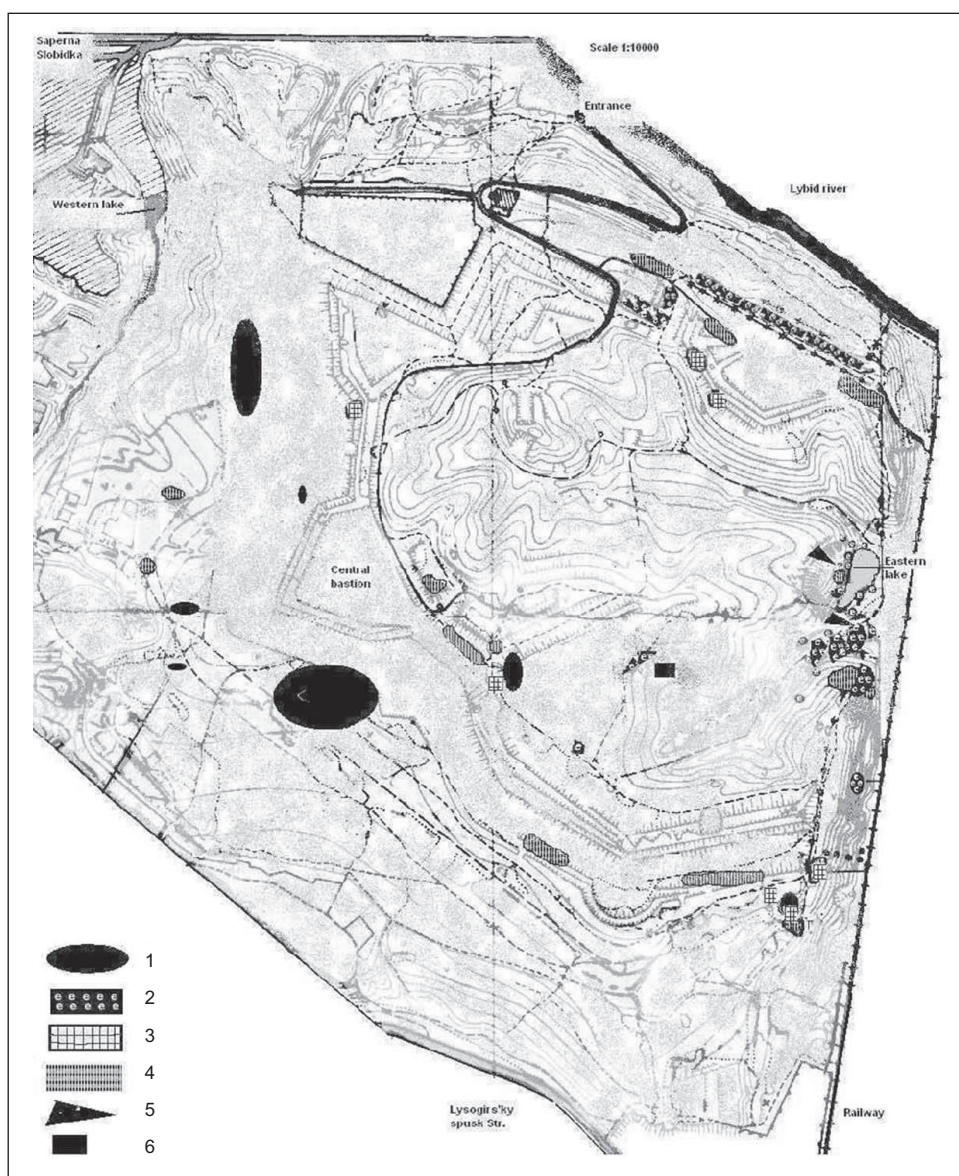 Saperna
Slobidka
Scale 1:10000
Entrance
Lybid river
Western lake
Central
bastion
Eastern
lake
1
2
3
4
5
6
Lysogirs'ky
spusk Str.
Railway